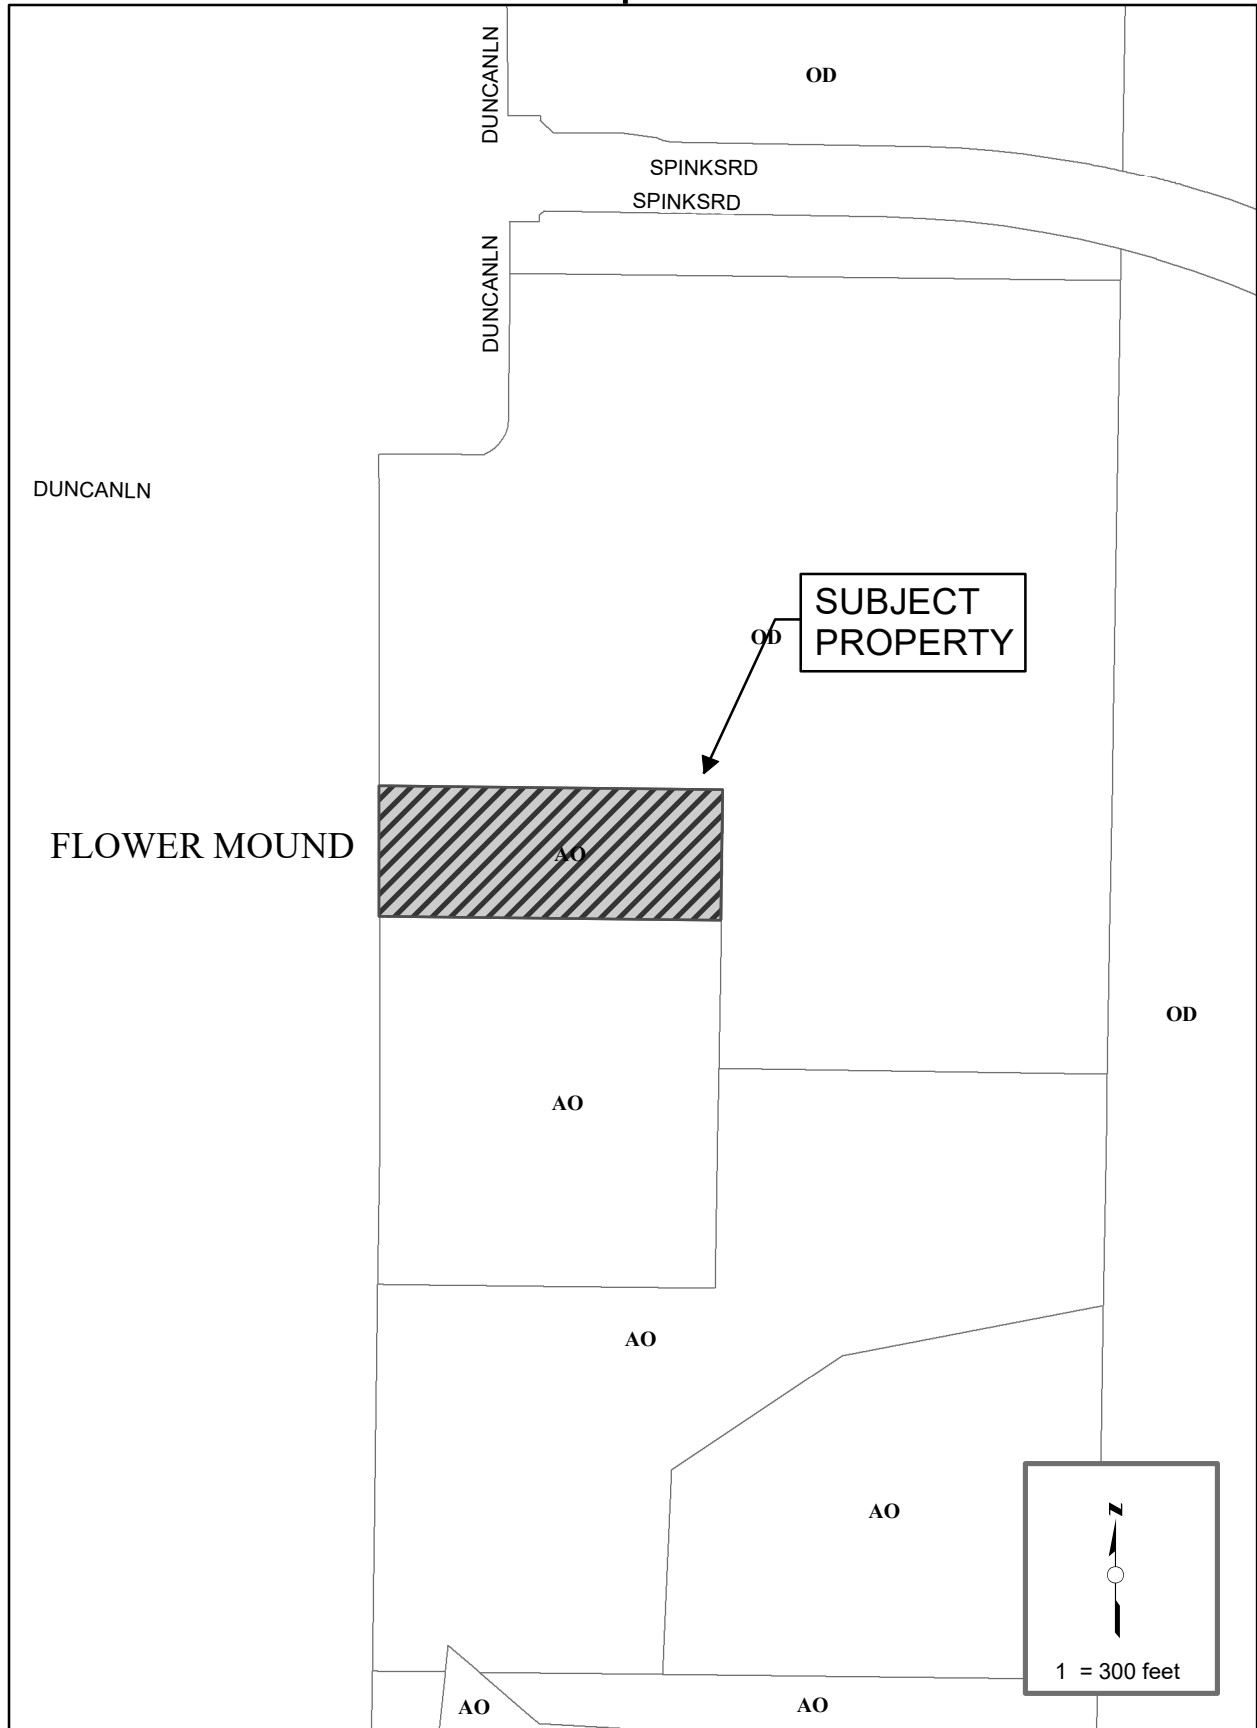 DUNCANLN
OD
SPINKSRD
SPINKSRD
DUNCANLN
DUNCANLN
SUBJECT
PROPERTY
OD
FLOWER MOUND
AO
OD
AO
AO
AO
N
1 = 300 feet
AO
AO